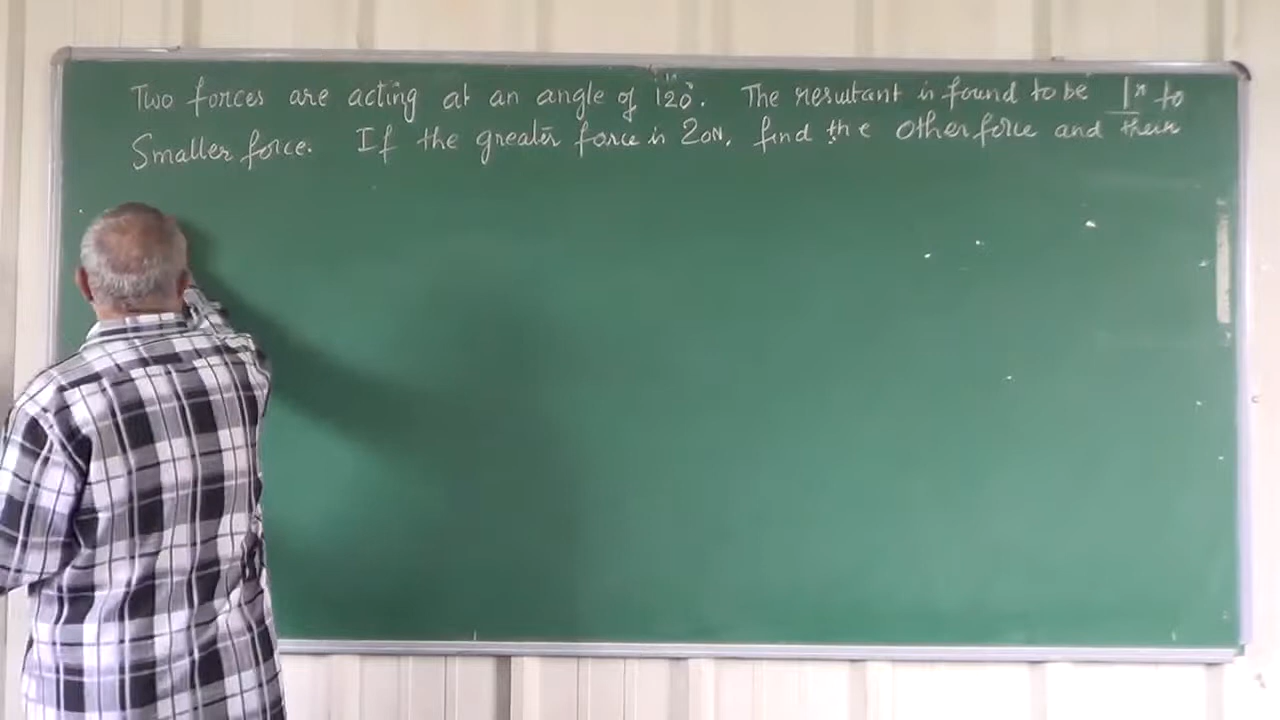 Two forces are acting at an angle of 120°. The resultant is found to be ⊥r to
Smaller force. If the greater force is 20N, find the other force and their